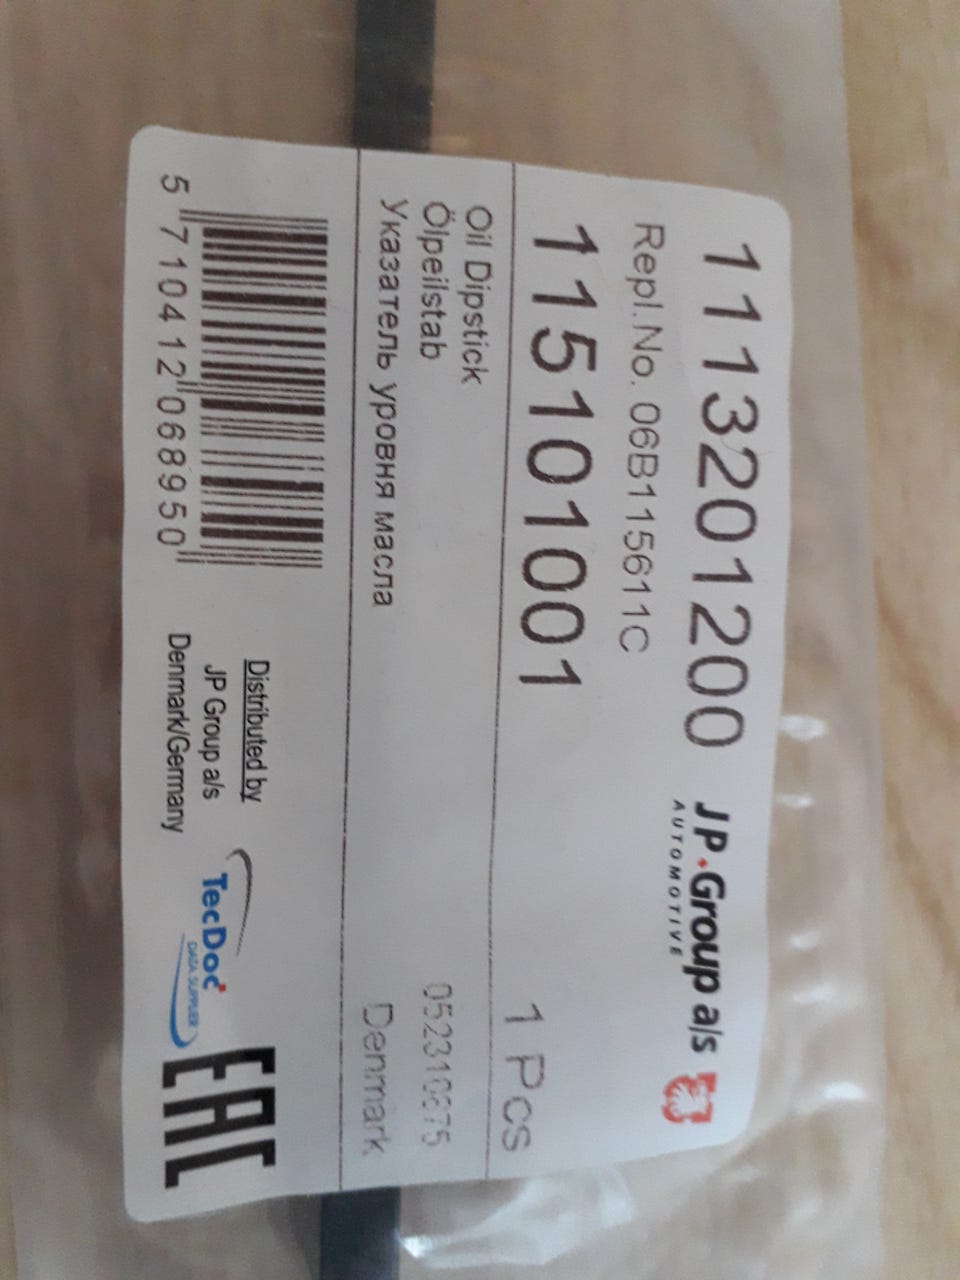 1113201200
JP Group a/s
AUTOMOTIVE
Repl.No. 06B115611C
115101001
1 Pcs
Oil Dipstick
Ölpeilstab
Указатель уровня масла
Denmark
5 710412 068950
Distributed by
JP Group a/s
Denmark/Germany
TecDoc
DATA SUPPLIER
EAC